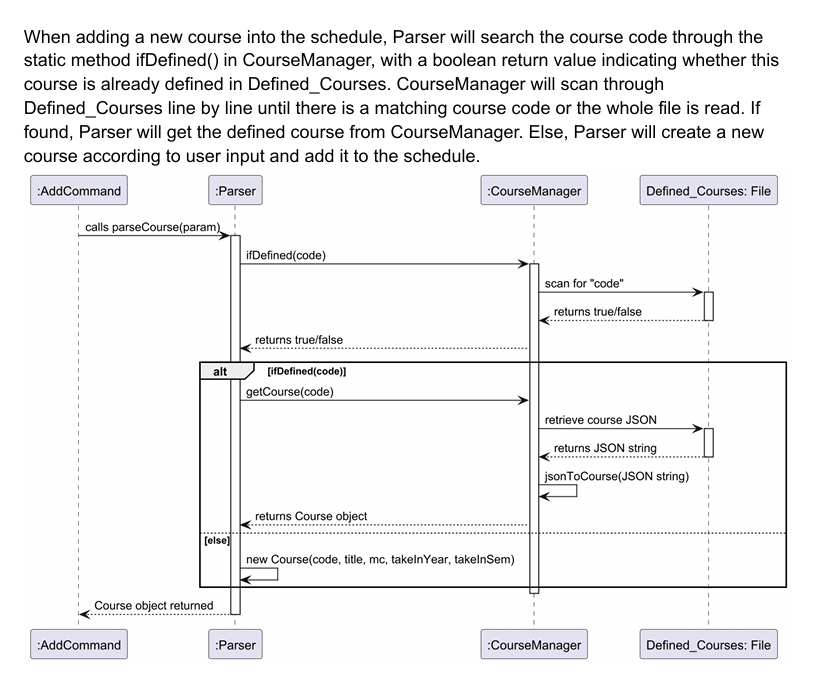 When adding a new course into the schedule, Parser will search the course code through the
static method ifDefined() in CourseManager, with a boolean return value indicating whether this
course is already defined in Defined_Courses. CourseManager will scan through
Defined_Courses line by line until there is a matching course code or the whole file is read. If
found, Parser will get the defined course from CourseManager. Else, Parser will create a new
course according to user input and add it to the schedule.
:AddCommand
:Parser
:CourseManager
Defined_Courses: File
calls parseCourse(param)
ifDefined(code)
scan for "code"
returns true/false
returns true/false
alt
[ifDefined(code)]
getCourse(code)
retrieve course JSON
returns JSON string
jsonToCourse(JSON string)
returns Course object
[else]
new Course(code, title, mc, takeInYear, takeInSem)
Course object returned
:AddCommand
:Parser
:CourseManager
Defined_Courses: File